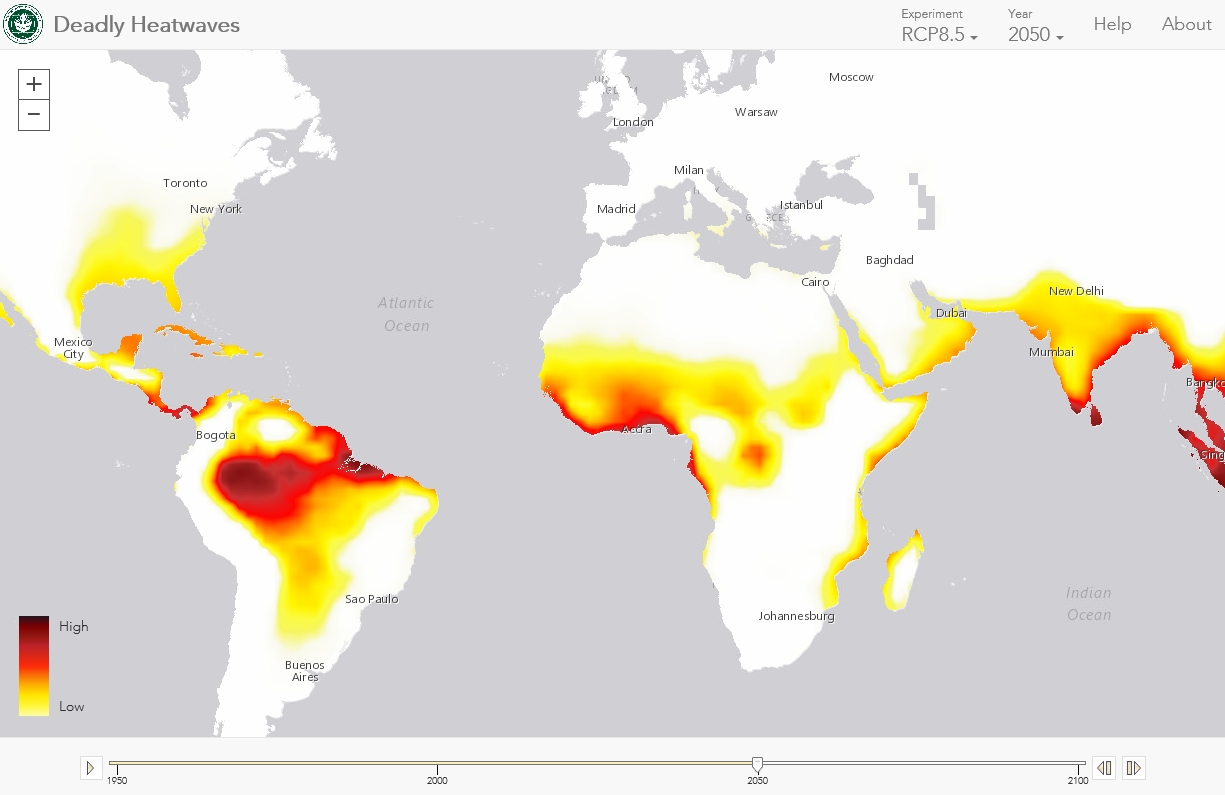 Deadly Heatwaves
Experiment
RCP8.5
Year
2050
Help
About
+
−
Moscow
Warsaw
London
Toronto
Milan
New York
Madrid
Istanbul
Baghdad
Cairo
New Delhi
Atlantic
Ocean
Dubai
Mexico
City
Mumbai
Accra
Bogota
Sao Paulo
Indian
Ocean
Johannesburg
Buenos
Aires
High
Low
1950
2000
2050
2100